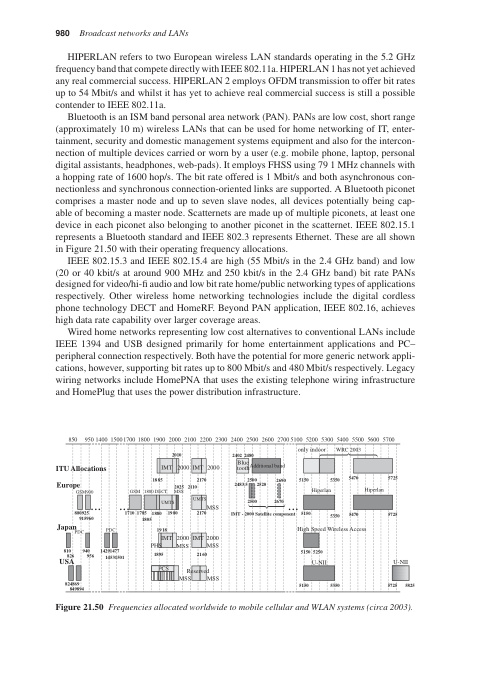 980 Broadcast networks and LANs
HIPERLAN refers to two European wireless LAN standards operating in the 5.2 GHz
frequency band that compete directly with IEEE 802.11a. HIPERLAN 1 has not yet achieved
any real commercial success. HIPERLAN 2 employs OFDM transmission to offer bit rates
up to 54 Mbit/s and whilst it has yet to achieve real commercial success is still a possible
contender to IEEE 802.11a.
Bluetooth is an ISM band personal area network (PAN). PANs are low cost, short range
(approximately 10 m) wireless LANs that can be used for home networking of IT, enter-
tainment, security and domestic management systems equipment and also for the intercon-
nection of multiple devices carried or worn by a user (e.g. mobile phone, laptop, personal
digital assistants, headphones, web-pads). It employs FHSS using 79 1 MHz channels with
a hopping rate of 1600 hop/s. The bit rate offered is 1 Mbit/s and both asynchronous con-
nectionless and synchronous connection-oriented links are supported. A Bluetooth piconet
comprises a master node and up to seven slave nodes, all devices potentially being cap-
able of becoming a master node. Scatternets are made up of multiple piconets, at least one
device in each piconet also belonging to another piconet in the scatternet. IEEE 802.15.1
represents a Bluetooth standard and IEEE 802.3 represents Ethernet. These are all shown
in Figure 21.50 with their operating frequency allocations.
IEEE 802.15.3 and IEEE 802.15.4 are high (55 Mbit/s in the 2.4 GHz band) and low
(20 or 40 kbit/s at around 900 MHz and 250 kbit/s in the 2.4 GHz band) bit rate PANs
designed for video/hi-fi audio and low bit rate home/public networking types of applications
respectively. Other wireless home networking technologies include the digital cordless
phone technology DECT and HomeRF. Beyond PAN application, IEEE 802.16, achieves
high data rate capability over larger coverage areas.
Wired home networks representing low cost alternatives to conventional LANs include
IEEE 1394 and USB designed primarily for home entertainment applications and PC–
peripheral connection respectively. Both have the potential for more generic network appli-
cations, however, supporting bit rates up to 800 Mbit/s and 480 Mbit/s respectively. Legacy
wiring networks include HomePNA that uses the existing telephone wiring infrastructure
and HomePlug that uses the power distribution infrastructure.
850 950 1400 1500 1700 1800 1900 2000 2100 2200 2300 2400 2500 2600 2700 5100 5200 5300 5400 5500 5600 5700
2010 2402 2480 only indoor WRC 2003
ITU Allocations IMT 2000 IMT 2000 Blue tooth Additional band
1885 2170 2500 2690 5150 5350 5470 5725
Europe 2025 2110 2483.5 2520
GSM900 GSM 1800 DECT MSS UMTS UMTS Hiperlan Hiperlan
MSS
880 925 1710 1785 1880 1980 2170 2500 2670 5150 5350 5470 5725
915 960 1805 IMT - 2000 Satellite component
Japan 1918 High Speed Wireless Access
PDC PDC PHS IMT 2000 IMT 2000
MSS MSS
810 940 1429 1477 1895 2160 5150 5250
826 956 1453 1501
USA PCS Reserved U-NII U-NII
MSS MSS
824 869 5150 5350 5725 5825
849 894
Figure 21.50 Frequencies allocated worldwide to mobile cellular and WLAN systems (circa 2003).